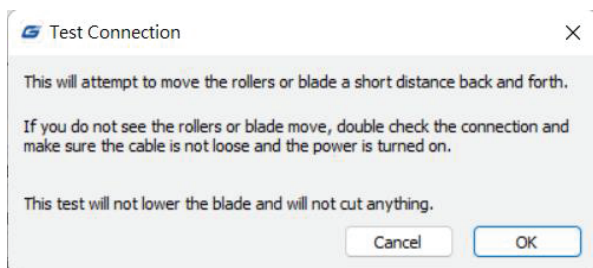 Test Connection
This will attempt to move the rollers or blade a short distance back and forth.
If you do not see the rollers or blade move, double check the connection and
make sure the cable is not loose and the power is turned on.
This test will not lower the blade and will not cut anything.
Cancel OK